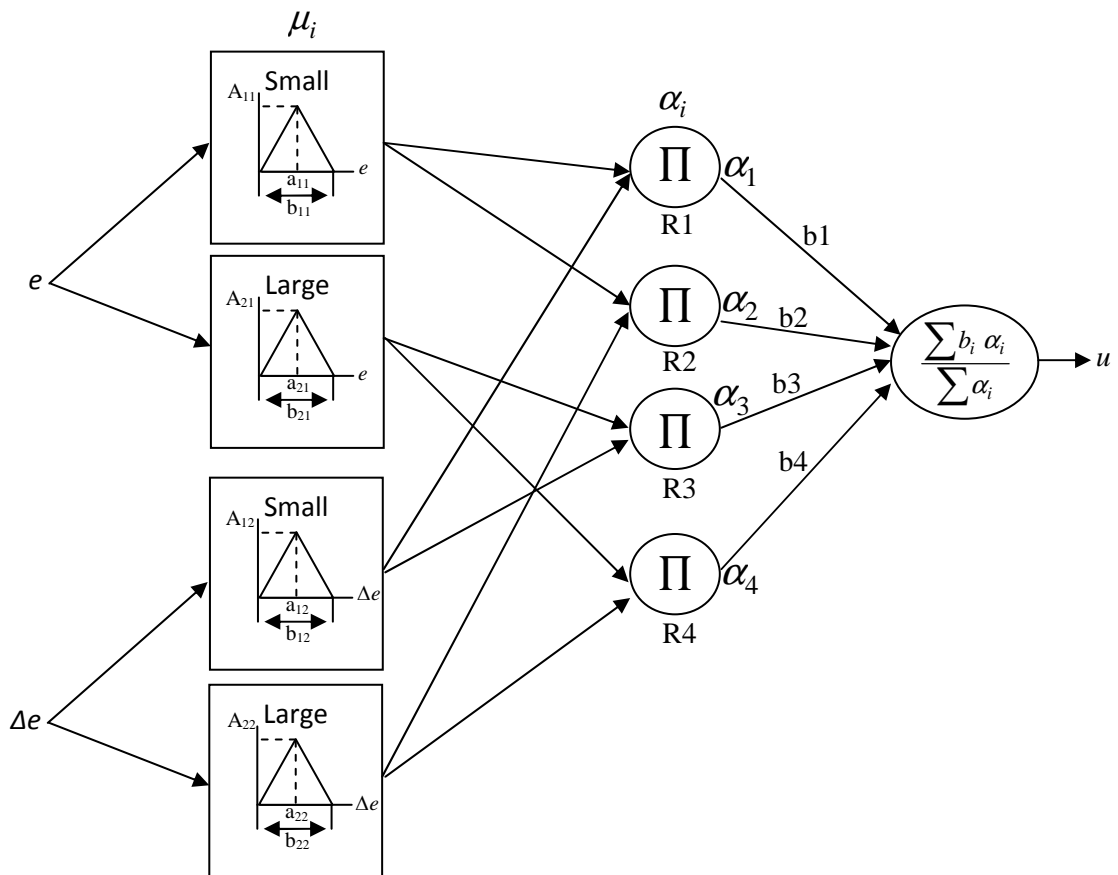 μᵢ
Small
A₁₁
e
a₁₁
b₁₁
Large
A₂₁
e
a₂₁
b₂₁
Small
A₁₂
Δe
a₁₂
b₁₂
Large
A₂₂
Δe
a₂₂
b₂₂
e
Δe
αᵢ
∏ α₁
R1
∏ α₂
R2
∏ α₃
R3
∏ α₄
R4
b1
b2
b3
b4
∑ bᵢ αᵢ
∑ αᵢ
u